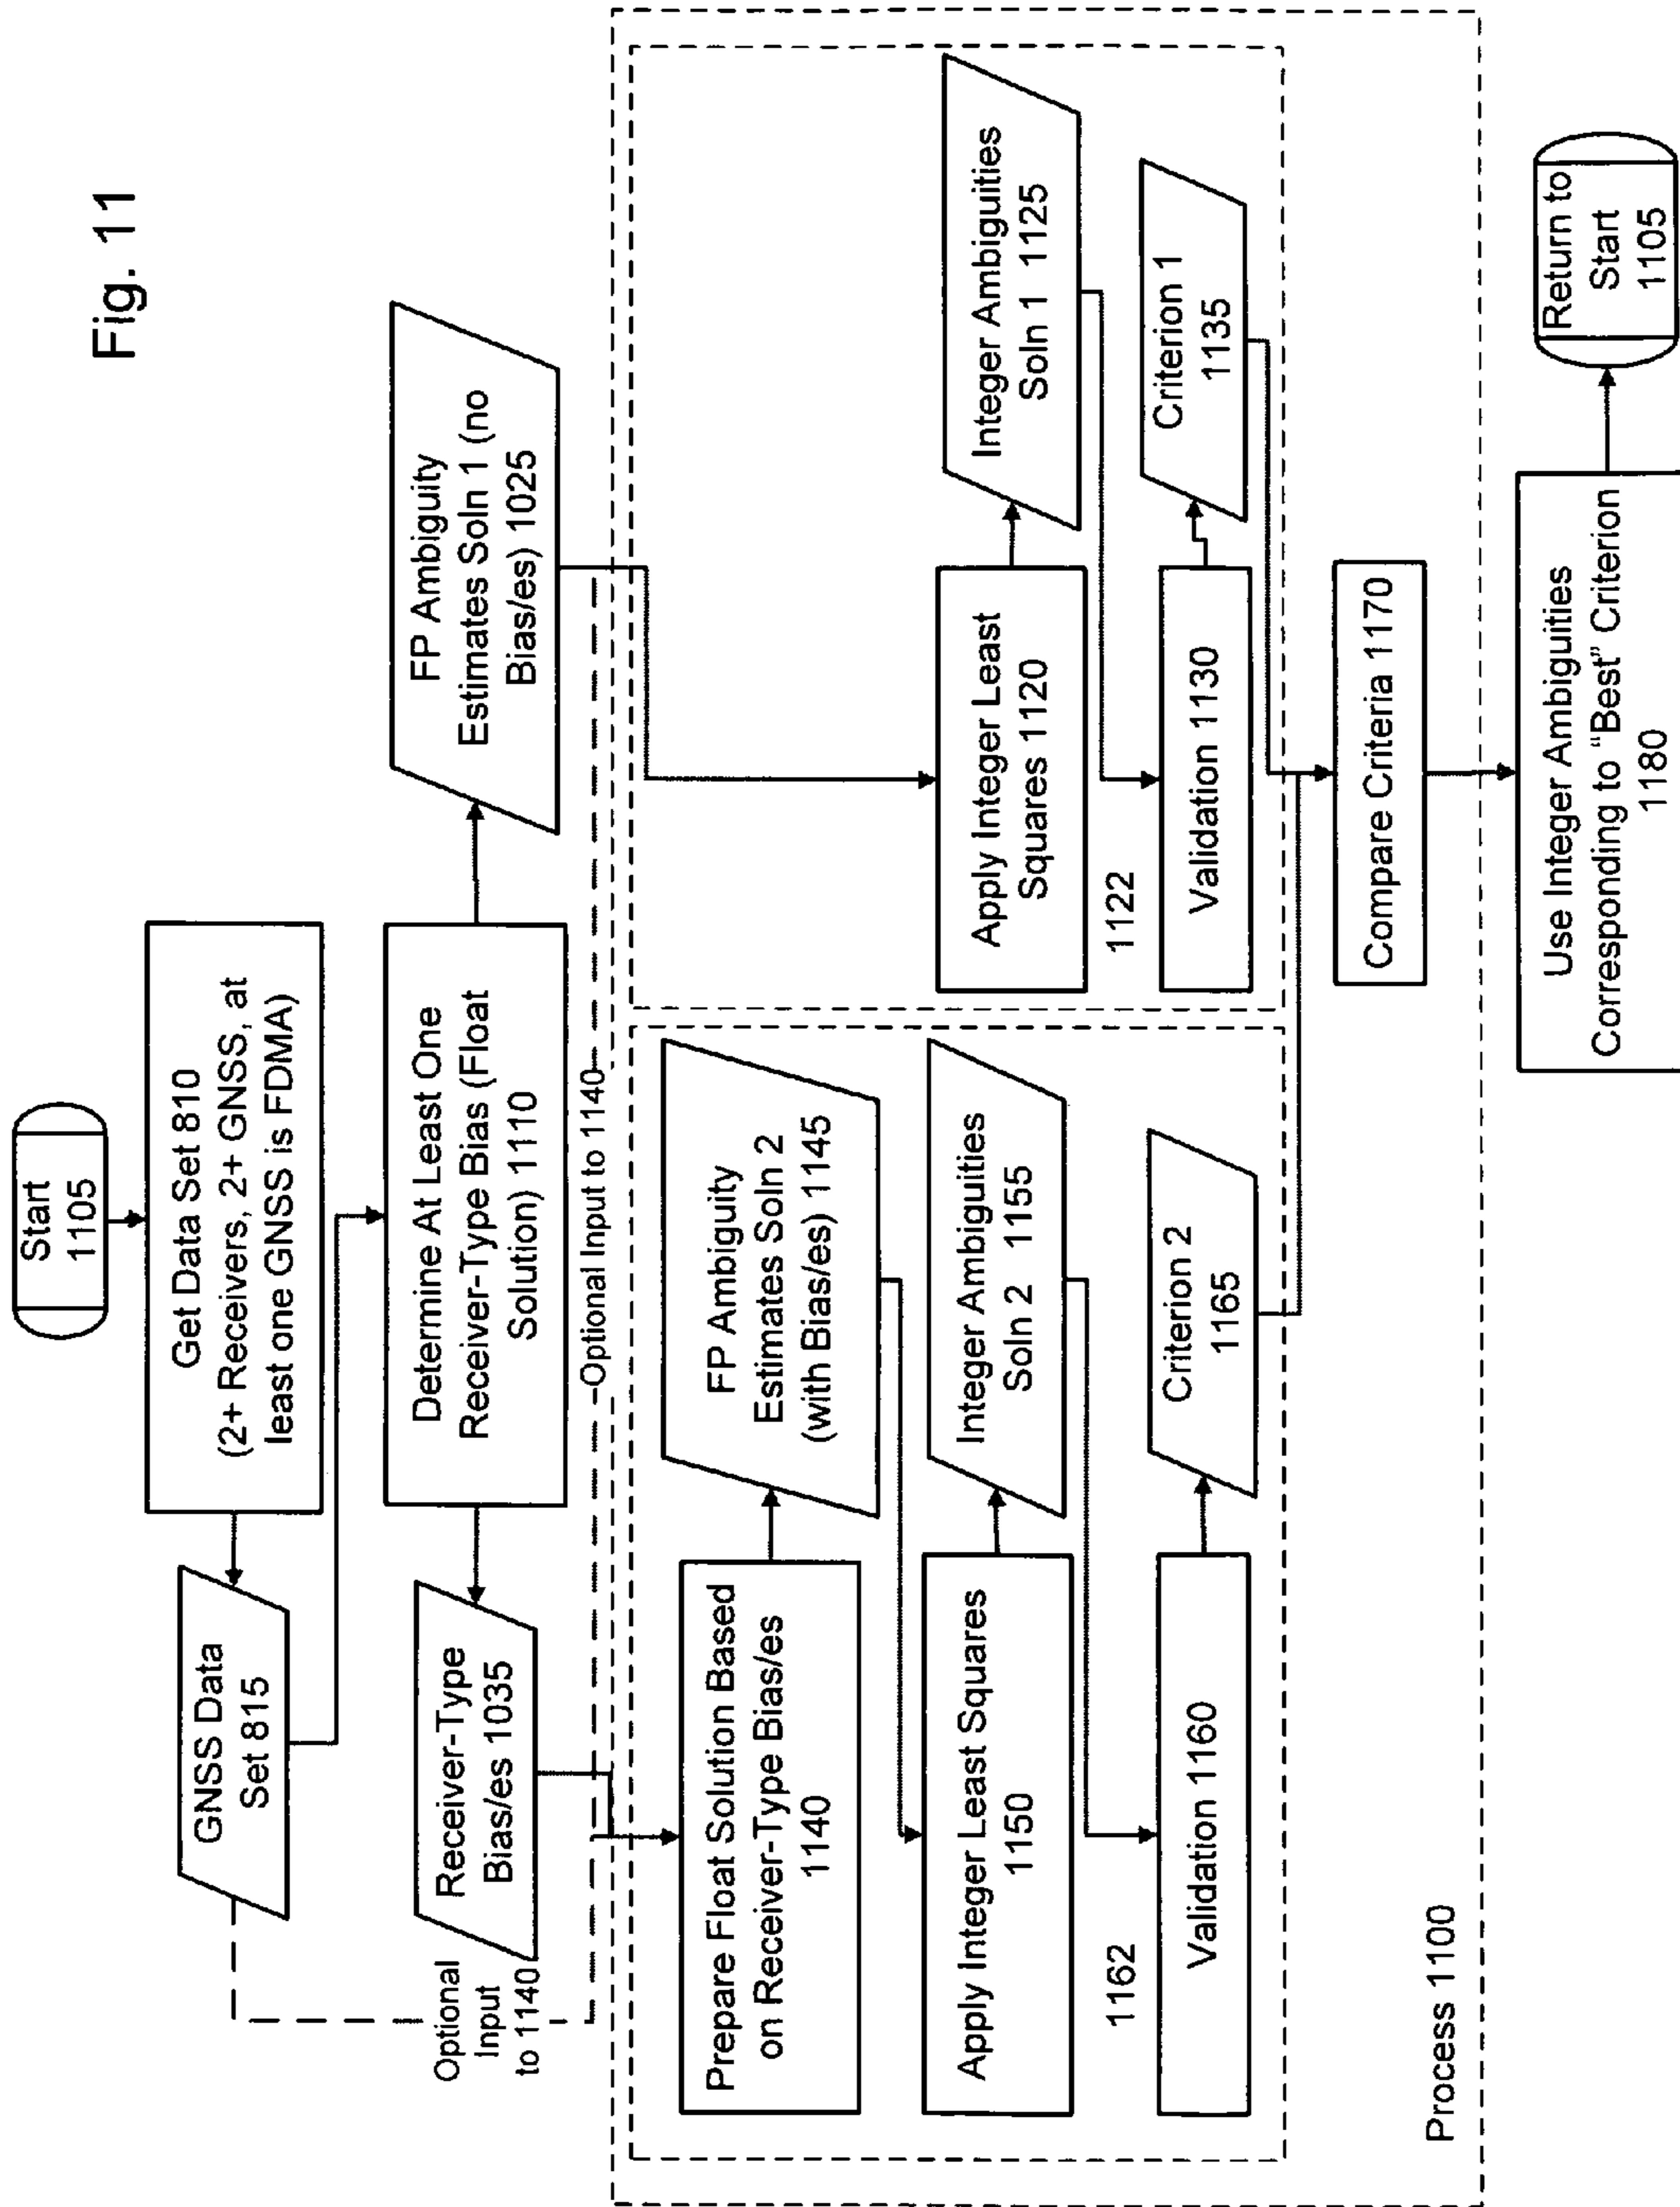 Fig. 11
Start
1105
Get Data Set 810
(2+ Receivers, 2+ GNSS, at
least one GNSS is FDMA)
GNSS Data
Set 815
Determine At Least One
Receiver-Type Bias (Float
Solution) 1110
Receiver-Type
Bias/es 1035
FP Ambiguity
Estimates Soln 1 (no
Bias/es) 1025
Optional
Input
to 1140
Optional Input to 1140
Prepare Float Solution Based
on Receiver-Type Bias/es
1140
FP Ambiguity
Estimates Soln 2
(with Bias/es) 1145
Apply Integer Least Squares
1150
Integer Ambiguities
Soln 2 1155
1162
Validation 1160
Criterion 2
1165
Apply Integer Least
Squares 1120
Integer Ambiguities
Soln 1 1125
1122
Validation 1130
Criterion 1
1135
Compare Criteria 1170
Process 1100
Use Integer Ambiguities
Corresponding to "Best" Criterion
1180
Return to
Start
1105